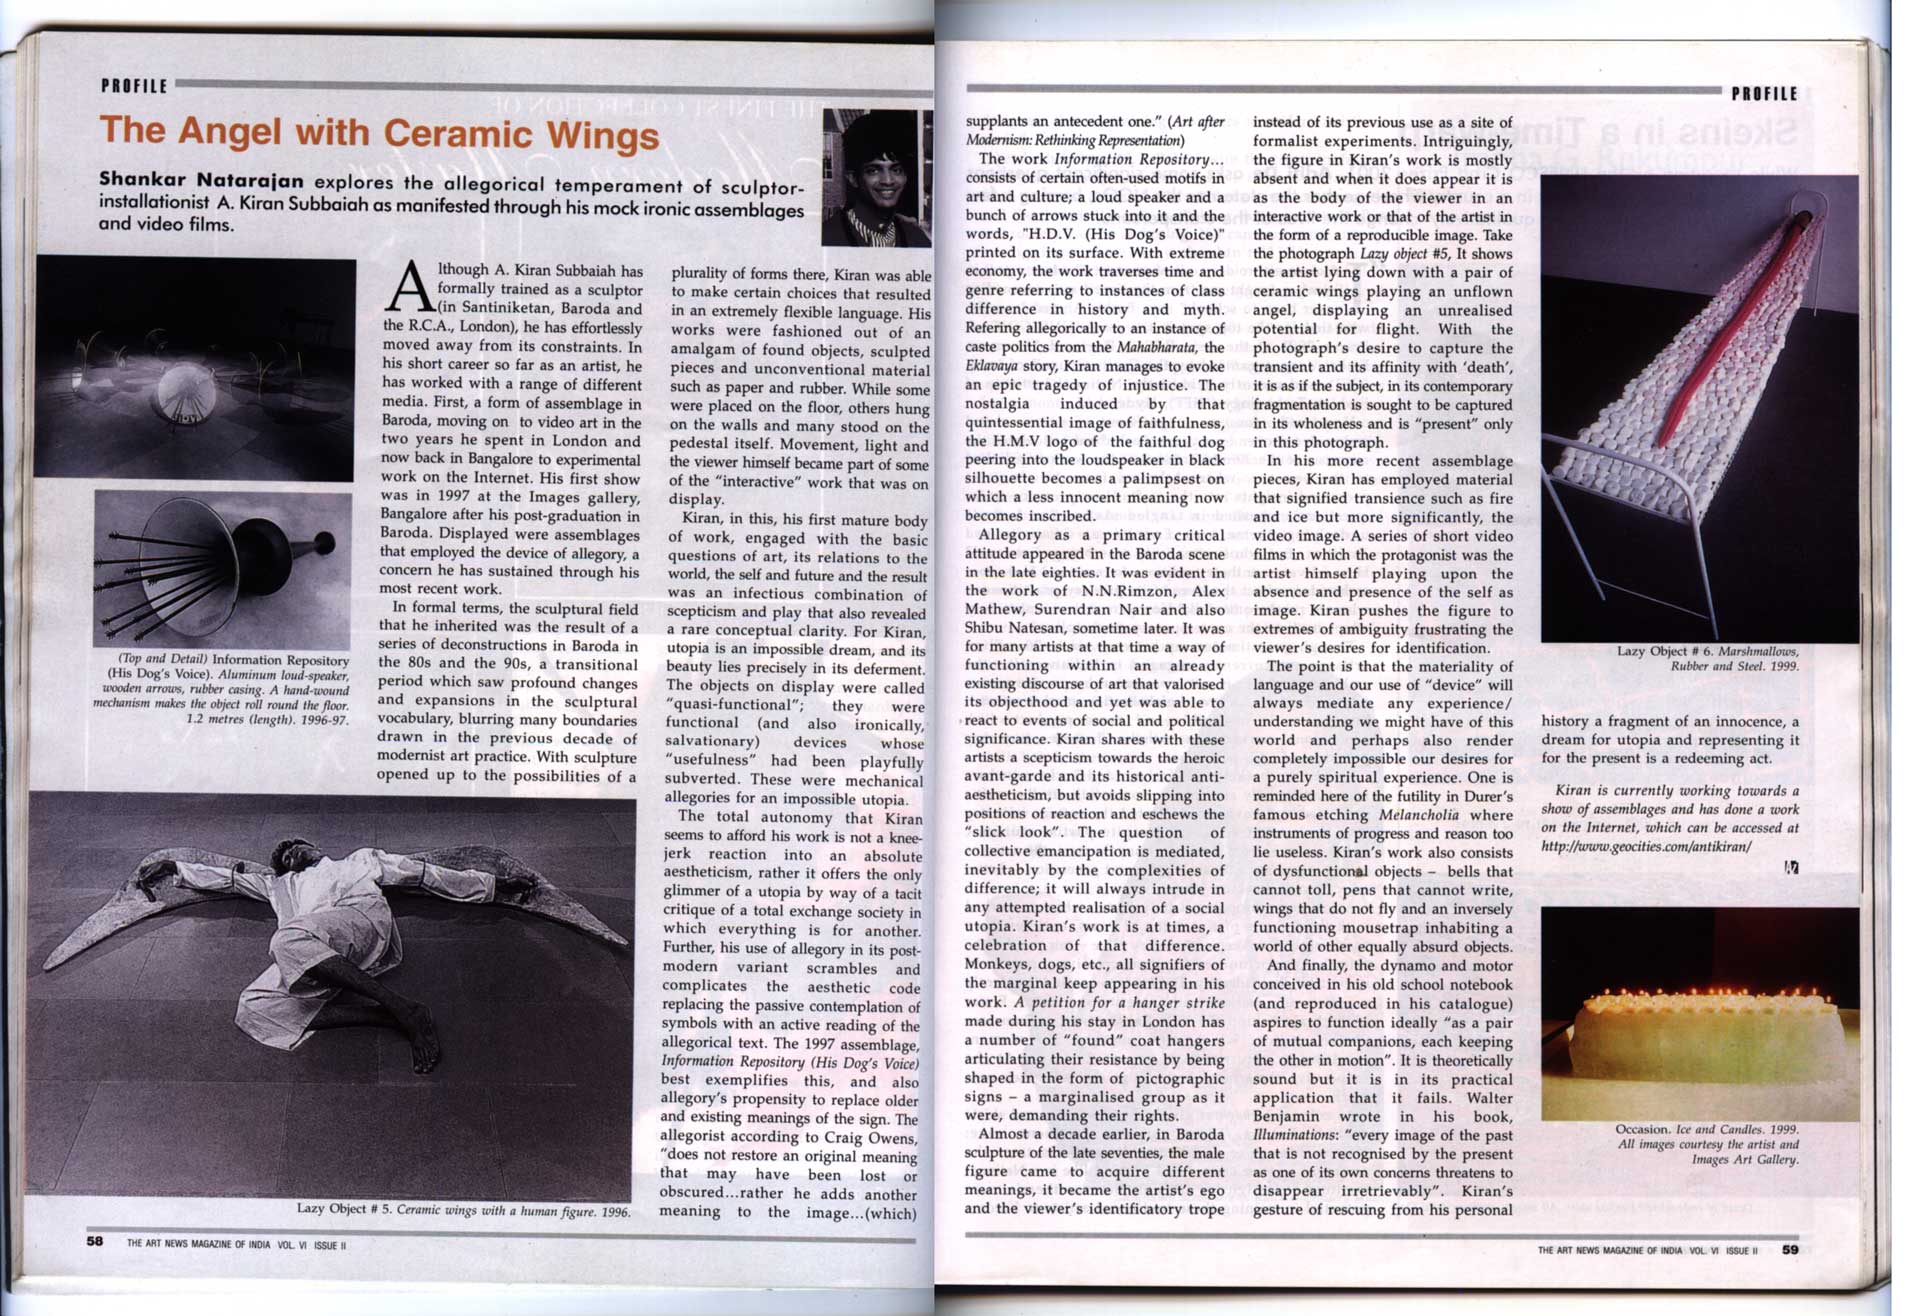 PROFILE
The Angel with Ceramic Wings
Shankar Natarajan explores the allegorical temperament of sculptor-
installationist A. Kiran Subbaiah as manifested through his mock ironic assemblages
and video films.
(Top and Detail) Information Repository
(His Dog's Voice). Aluminum loud-speaker,
wooden arrows, rubber casing. A hand-wound
mechanism makes the object roll round the floor.
1.2 metres (length). 1996-97.
Although A. Kiran Subbaiah has
formally trained as a sculptor
(in Santiniketan, Baroda and
the R.C.A., London), he has effortlessly
moved away from its constraints. In
his short career so far as an artist, he
has worked with a range of different
media. First, a form of assemblage in
Baroda, moving on to video art in the
two years he spent in London and
now back in Bangalore to experimental
work on the Internet. His first show
was in 1997 at the Images gallery,
Bangalore after his post-graduation in
Baroda. Displayed were assemblages
that employed the device of allegory, a
concern he has sustained through his
most recent work.
In formal terms, the sculptural field
that he inherited was the result of a
series of deconstructions in Baroda in
the 80s and the 90s, a transitional
period which saw profound changes
and expansions in the sculptural
vocabulary, blurring many boundaries
drawn in the previous decade of
modernist art practice. With sculpture
opened up to the possibilities of a
plurality of forms there, Kiran was able
to make certain choices that resulted
in an extremely flexible language. His
works were fashioned out of an
amalgam of found objects, sculpted
pieces and unconventional material
such as paper and rubber. While some
were placed on the floor, others hung
on the walls and many stood on the
pedestal itself. Movement, light and
the viewer himself became part of some
of the "interactive" work that was on
display.
Kiran, in this, his first mature body
of work, engaged with the basic
questions of art, its relations to the
world, the self and future and the result
was an infectious combination of
scepticism and play that also revealed
a rare conceptual clarity. For Kiran,
utopia is an impossible dream, and its
beauty lies precisely in its deferment.
The objects on display were called
"quasi-functional"; they were
functional (and also ironically,
salvationary) devices whose
"usefulness" had been playfully
subverted. These were mechanical
allegories for an impossible utopia.
The total autonomy that Kiran
seems to afford his work is not a knee-
jerk reaction into an absolute
aestheticism, rather it offers the only
glimmer of a utopia by way of a tacit
critique of a total exchange society in
which everything is for another.
Further, his use of allegory in its post-
modern variant scrambles and
complicates the aesthetic code
replacing the passive contemplation of
symbols with an active reading of the
allegorical text. The 1997 assemblage,
Information Repository (His Dog's Voice)
best exemplifies this, and also
allegory's propensity to replace older
and existing meanings of the sign. The
allegorist according to Craig Owens,
"does not restore an original meaning
that may have been lost or
obscured...rather he adds another
meaning to the image...(which)
Lazy Object # 5. Ceramic wings with a human figure. 1996.
58 THE ART NEWS MAGAZINE OF INDIA VOL. VI ISSUE II
PROFILE
supplants an antecedent one." (Art after
Modernism: Rethinking Representation)
The work Information Repository...
consists of certain often-used motifs in
art and culture; a loud speaker and a
bunch of arrows stuck into it and the
words, "H.D.V. (His Dog's Voice)"
printed on its surface. With extreme
economy, the work traverses time and
genre referring to instances of class
difference in history and myth.
Refering allegorically to an instance of
caste politics from the Mahabharata, the
Eklavaya story, Kiran manages to evoke
an epic tragedy of injustice. The
nostalgia induced by that
quintessential image of faithfulness,
the H.M.V logo of the faithful dog
peering into the loudspeaker in black
silhouette becomes a palimpsest on
which a less innocent meaning now
becomes inscribed.
Allegory as a primary critical
attitude appeared in the Baroda scene
in the late eighties. It was evident in
the work of N.N.Rimzon, Alex
Mathew, Surendran Nair and also
Shibu Natesan, sometime later. It was
for many artists at that time a way of
functioning within an already
existing discourse of art that valorised
its objecthood and yet was able to
react to events of social and political
significance. Kiran shares with these
artists a scepticism towards the heroic
avant-garde and its historical anti-
aestheticism, but avoids slipping into
positions of reaction and eschews the
"slick look". The question of
collective emancipation is mediated,
inevitably by the complexities of
difference; it will always intrude in
any attempted realisation of a social
utopia. Kiran's work is at times, a
celebration of that difference.
Monkeys, dogs, etc., all signifiers of
the marginal keep appearing in his
work. A petition for a hanger strike
made during his stay in London has
a number of "found" coat hangers
articulating their resistance by being
shaped in the form of pictographic
signs – a marginalised group as it
were, demanding their rights.
Almost a decade earlier, in Baroda
sculpture of the late seventies, the male
figure came to acquire different
meanings, it became the artist's ego
and the viewer's identificatory trope
instead of its previous use as a site of
formalist experiments. Intriguingly,
the figure in Kiran's work is mostly
absent and when it does appear it is
as the body of the viewer in an
interactive work or that of the artist in
the form of a reproducible image. Take
the photograph Lazy object #5, It shows
the artist lying down with a pair of
ceramic wings playing an unflown
angel, displaying an unrealised
potential for flight. With the
photograph's desire to capture the
transient and its affinity with 'death',
it is as if the subject, in its contemporary
fragmentation is sought to be captured
in its wholeness and is "present" only
in this photograph.
In his more recent assemblage
pieces, Kiran has employed material
that signified transience such as fire
and ice but more significantly, the
video image. A series of short video
films in which the protagonist was the
artist himself playing upon the
absence and presence of the self as
image. Kiran pushes the figure to
extremes of ambiguity frustrating the
viewer's desires for identification.
The point is that the materiality of
language and our use of "device" will
always mediate any experience/
understanding we might have of this
world and perhaps also render
completely impossible our desires for
a purely spiritual experience. One is
reminded here of the futility in Durer's
famous etching Melancholia where
instruments of progress and reason too
lie useless. Kiran's work also consists
of dysfunctional objects – bells that
cannot toll, pens that cannot write,
wings that do not fly and an inversely
functioning mousetrap inhabiting a
world of other equally absurd objects.
And finally, the dynamo and motor
conceived in his old school notebook
(and reproduced in his catalogue)
aspires to function ideally "as a pair
of mutual companions, each keeping
the other in motion". It is theoretically
sound but it is in its practical
application that it fails. Walter
Benjamin wrote in his book,
Illuminations: "every image of the past
that is not recognised by the present
as one of its own concerns threatens to
disappear irretrievably". Kiran's
gesture of rescuing from his personal
Lazy Object # 6. Marshmallows,
Rubber and Steel. 1999.
history a fragment of an innocence, a
dream for utopia and representing it
for the present is a redeeming act.
Kiran is currently working towards a
show of assemblages and has done a work
on the Internet, which can be accessed at
http://www.geocities.com/antikiran/
Occasion. Ice and Candles. 1999.
All images courtesy the artist and
Images Art Gallery.
THE ART NEWS MAGAZINE OF INDIA VOL. VI ISSUE II 59